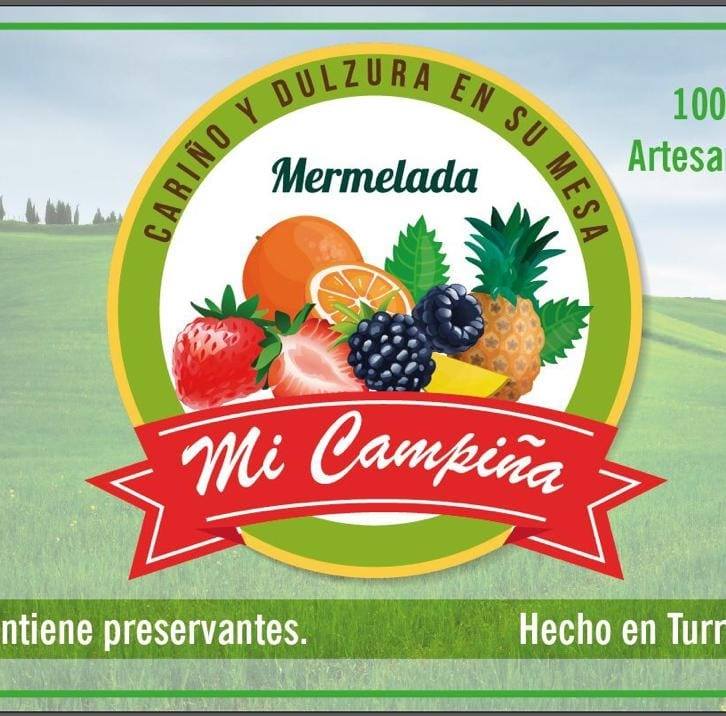 CARIÑO Y DULZURA EN SU MESA
100
Artesa
Mermelada
Mi Campiña
ntiene preservantes.
Hecho en Turr